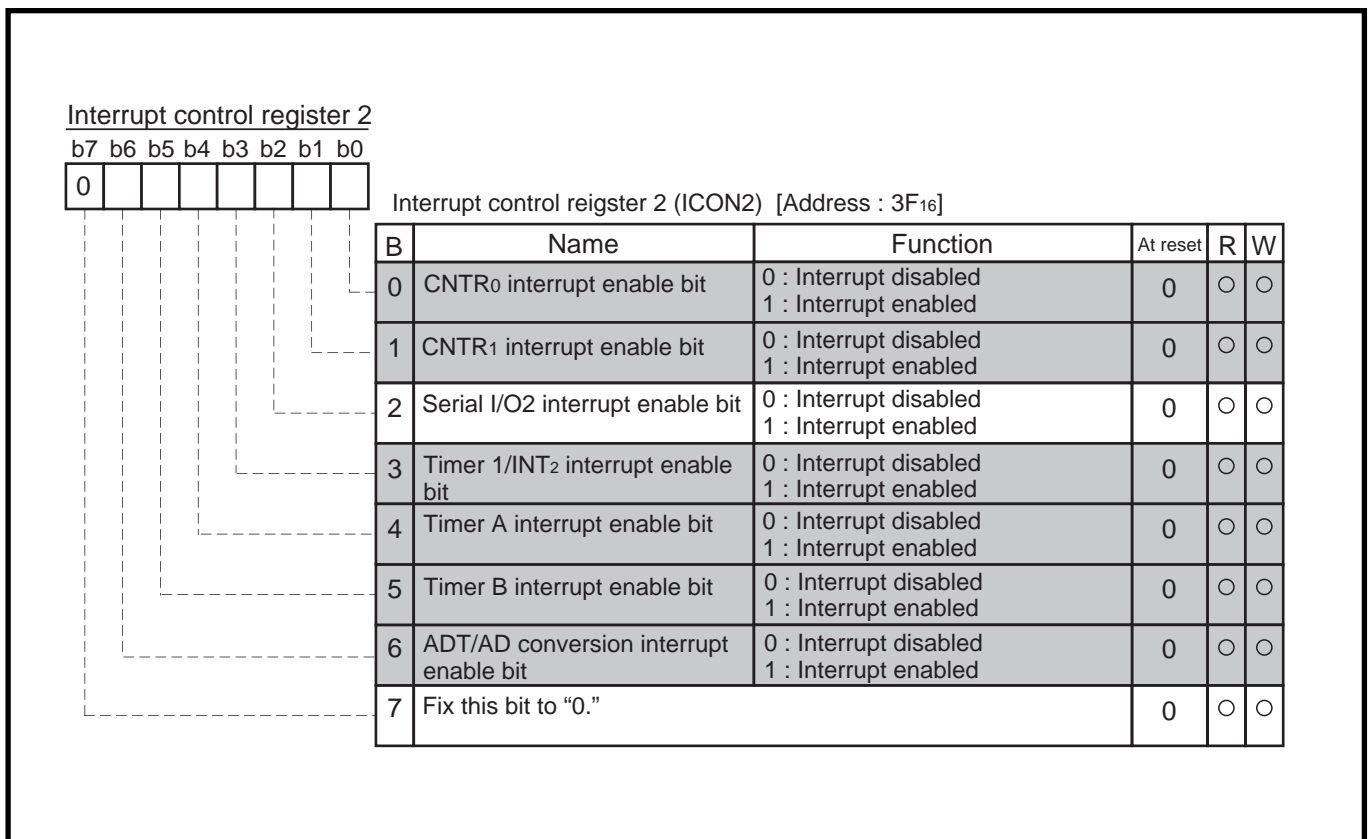 Interrupt control register 2
b7 b6 b5 b4 b3 b2 b1 b0
0
Interrupt control reigster 2 (ICON2) [Address : 3F16]
B Name Function At reset R W
0 CNTR0 interrupt enable bit 0 : Interrupt disabled 0 ○ ○
1 : Interrupt enabled
1 CNTR1 interrupt enable bit 0 : Interrupt disabled 0 ○ ○
1 : Interrupt enabled
2 Serial I/O2 interrupt enable bit 0 : Interrupt disabled 0 ○ ○
1 : Interrupt enabled
3 Timer 1/INT2 interrupt enable 0 : Interrupt disabled 0 ○ ○
bit 1 : Interrupt enabled
4 Timer A interrupt enable bit 0 : Interrupt disabled 0 ○ ○
1 : Interrupt enabled
5 Timer B interrupt enable bit 0 : Interrupt disabled 0 ○ ○
1 : Interrupt enabled
6 ADT/AD conversion interrupt 0 : Interrupt disabled 0 ○ ○
enable bit 1 : Interrupt enabled
7 Fix this bit to “0.” 0 ○ ○